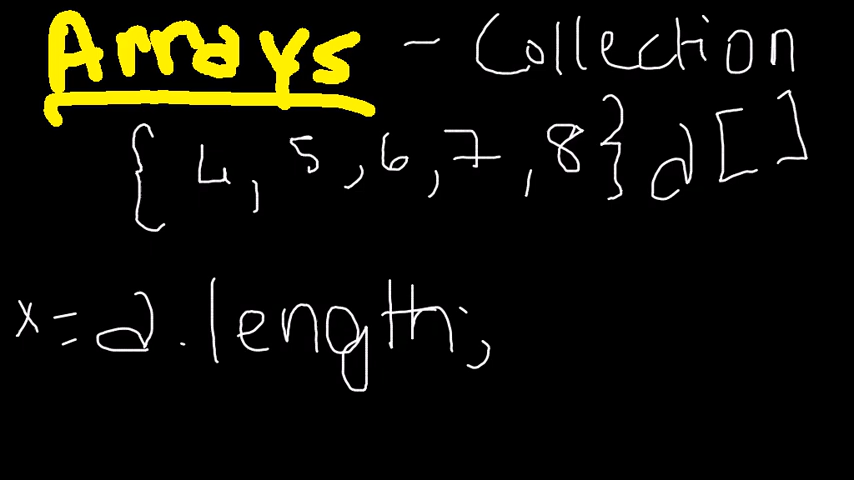 Arrays - Collection
{ 4, 5, 6, 7, 8 } a [ ]
x = a.length;